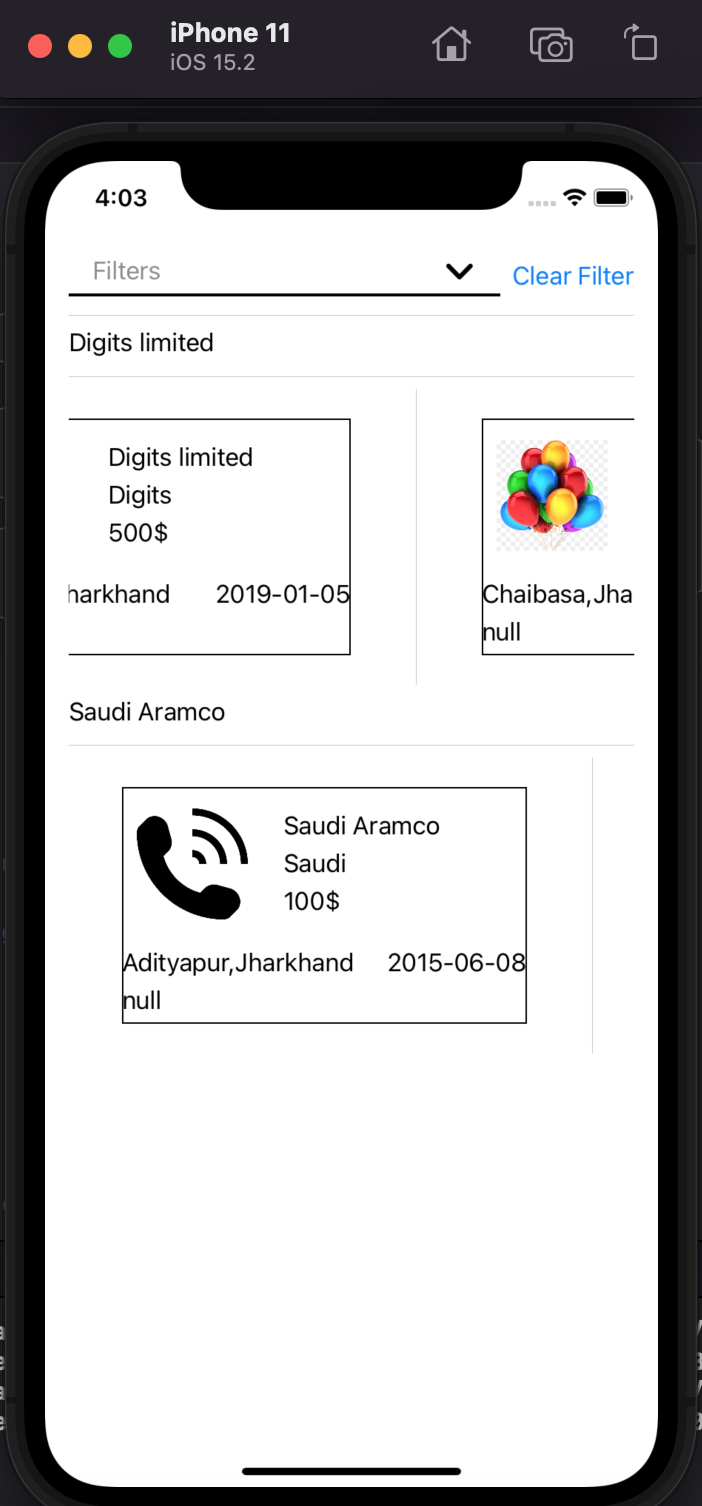 iPhone 11
iOS 15.2
4:03
Filters
Clear Filter
Digits limited
Digits limited
Digits
500$
harkhand 2019-01-05
Chaibasa,Jha
null
Saudi Aramco
Saudi Aramco
Saudi
100$
Adityapur,Jharkhand 2015-06-08
null